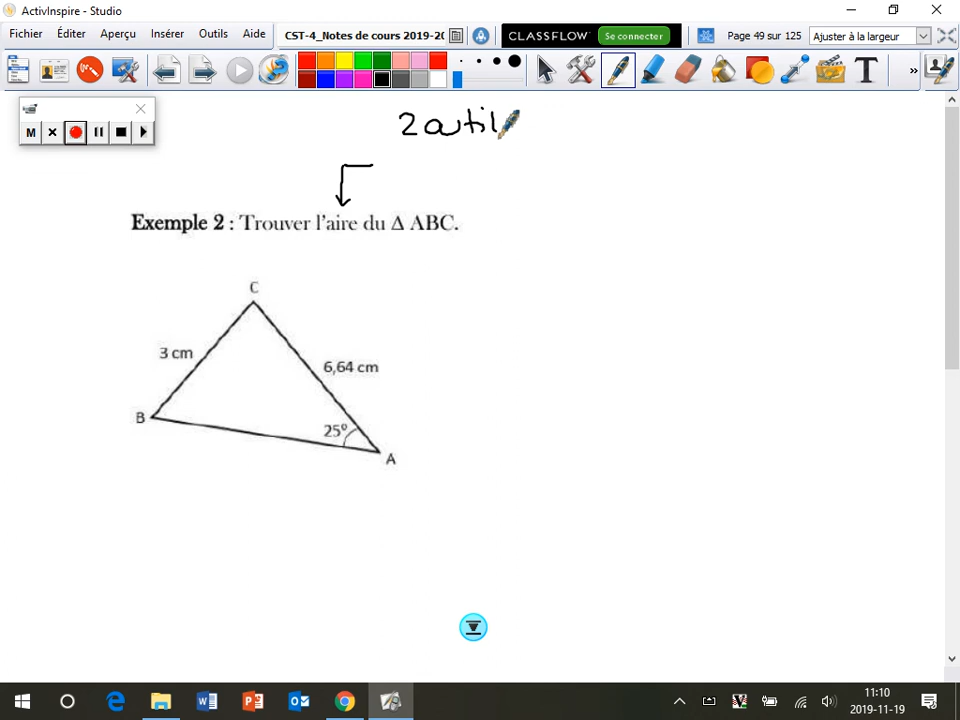 ActivInspire - Studio
Fichier Éditer Aperçu Insérer Outils Aide
CST-4_Notes de cours 2019-20
CLASSFLOW Se connecter
Page 49 sur 125
Ajuster à la largeur
T
»
M
2 outil
Exemple 2 : Trouver l'aire du Δ ABC.
C
3 cm
6,64 cm
B
25°
A
11:10
2019-11-19